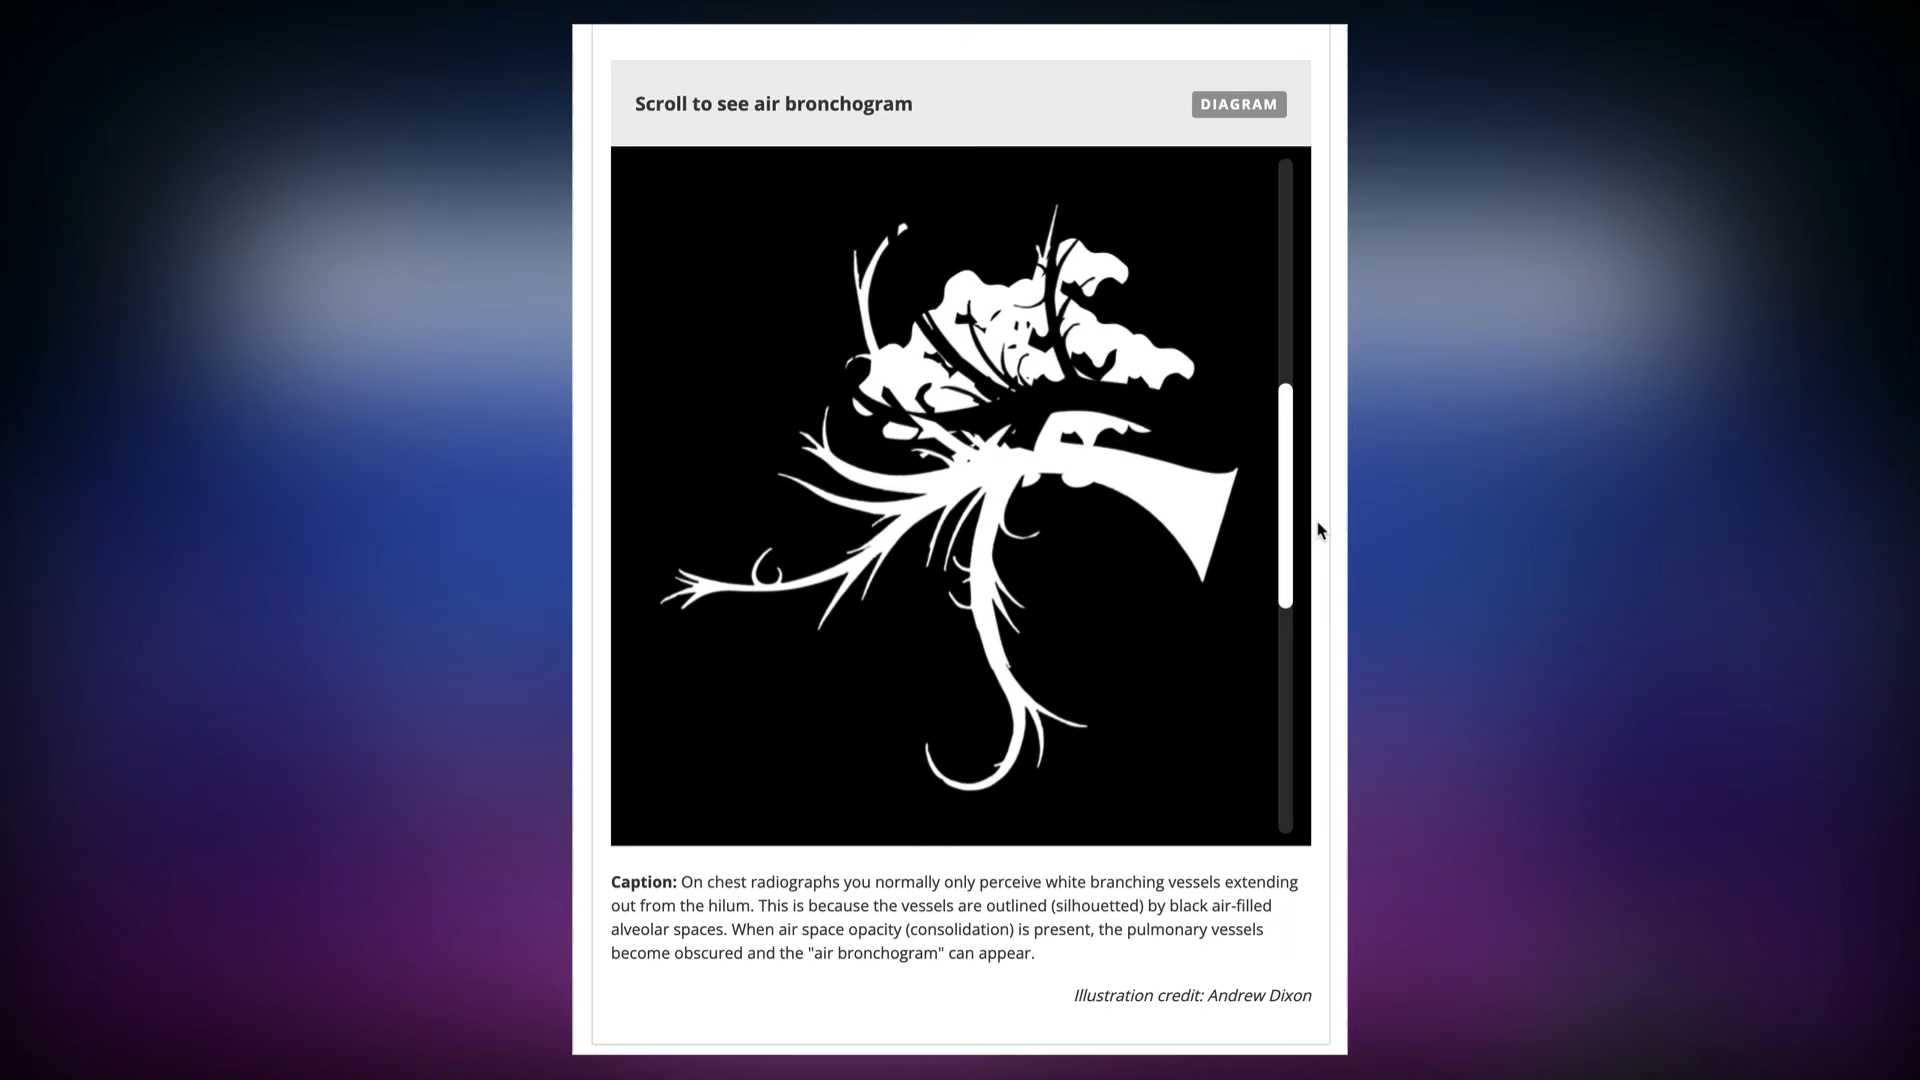 Scroll to see air bronchogram
DIAGRAM
Caption: On chest radiographs you normally only perceive white branching vessels extending
out from the hilum. This is because the vessels are outlined (silhouetted) by black air-filled
alveolar spaces. When air space opacity (consolidation) is present, the pulmonary vessels
become obscured and the "air bronchogram" can appear.
Illustration credit: Andrew Dixon